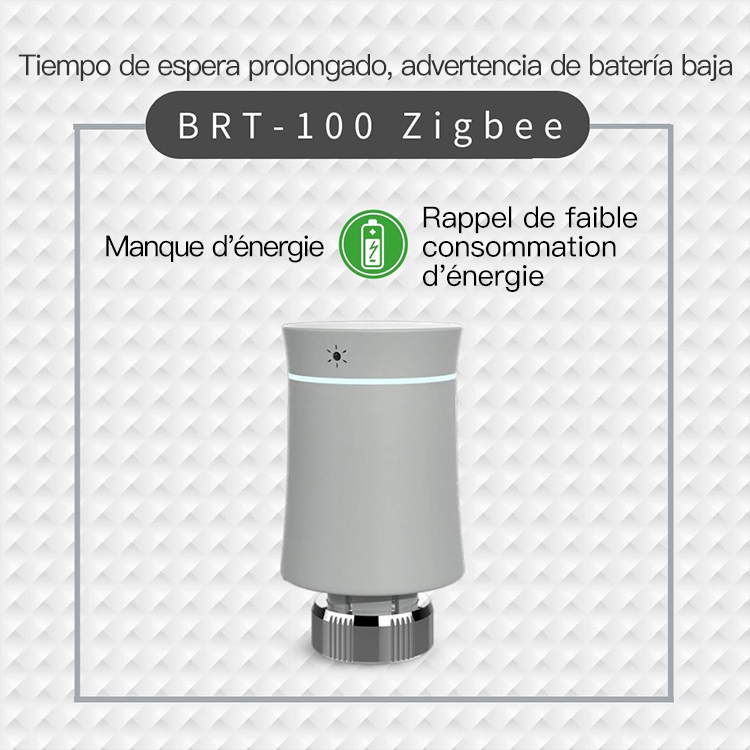 Tiempo de espera prolongado, advertencia de batería baja
BRT-100 Zigbee
Manque d'énergie
Rappel de faible
consommation
d'énergie